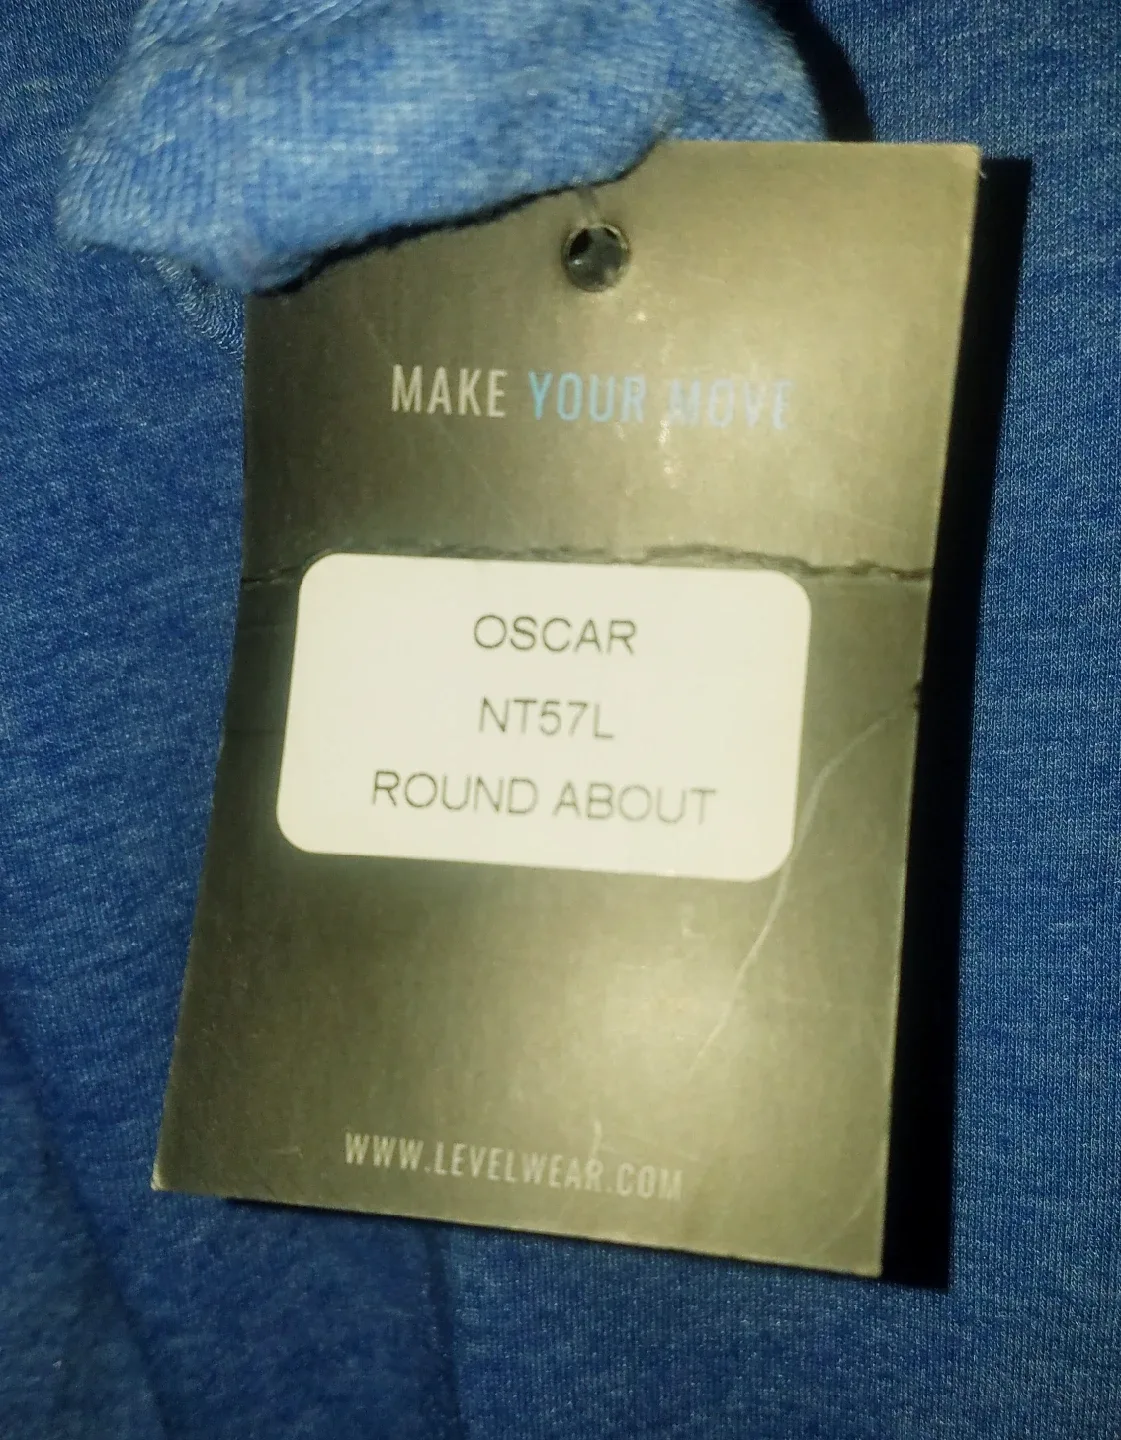 MAKE YOUR MOVE
OSCAR
NT57L
ROUND ABOUT
WWW.LEVELWEAR.COM